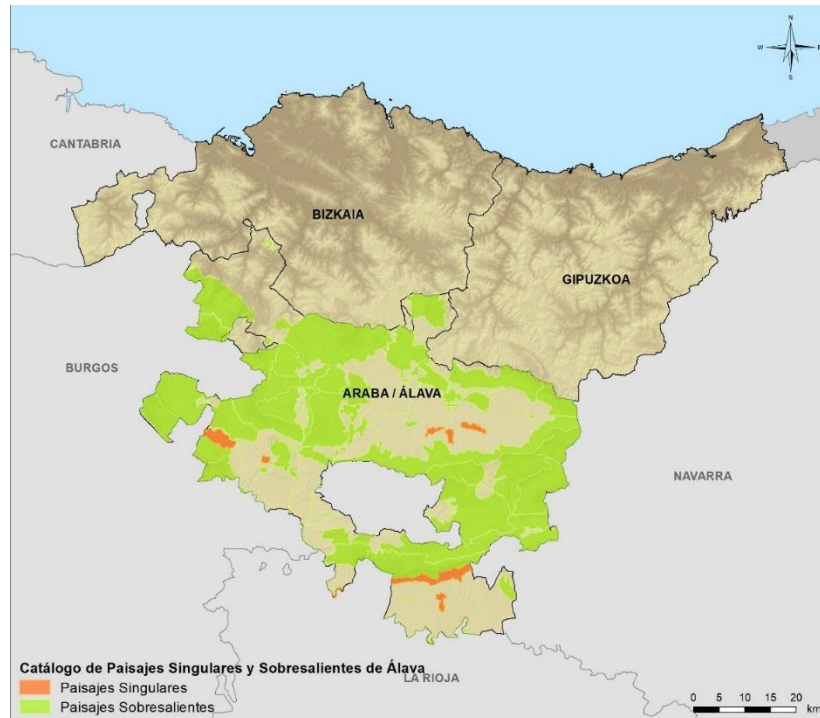 N
W
E
S
CANTABRIA
BIZKAIA
GIPUZKOA
BURGOS
ARABA / ÁLAVA
NAVARRA
Catálogo de Paisajes Singulares y Sobresalientes de Álava
LA RIOJA
Paisajes Singulares
Paisajes Sobresalientes
0 5 10 15 20
km